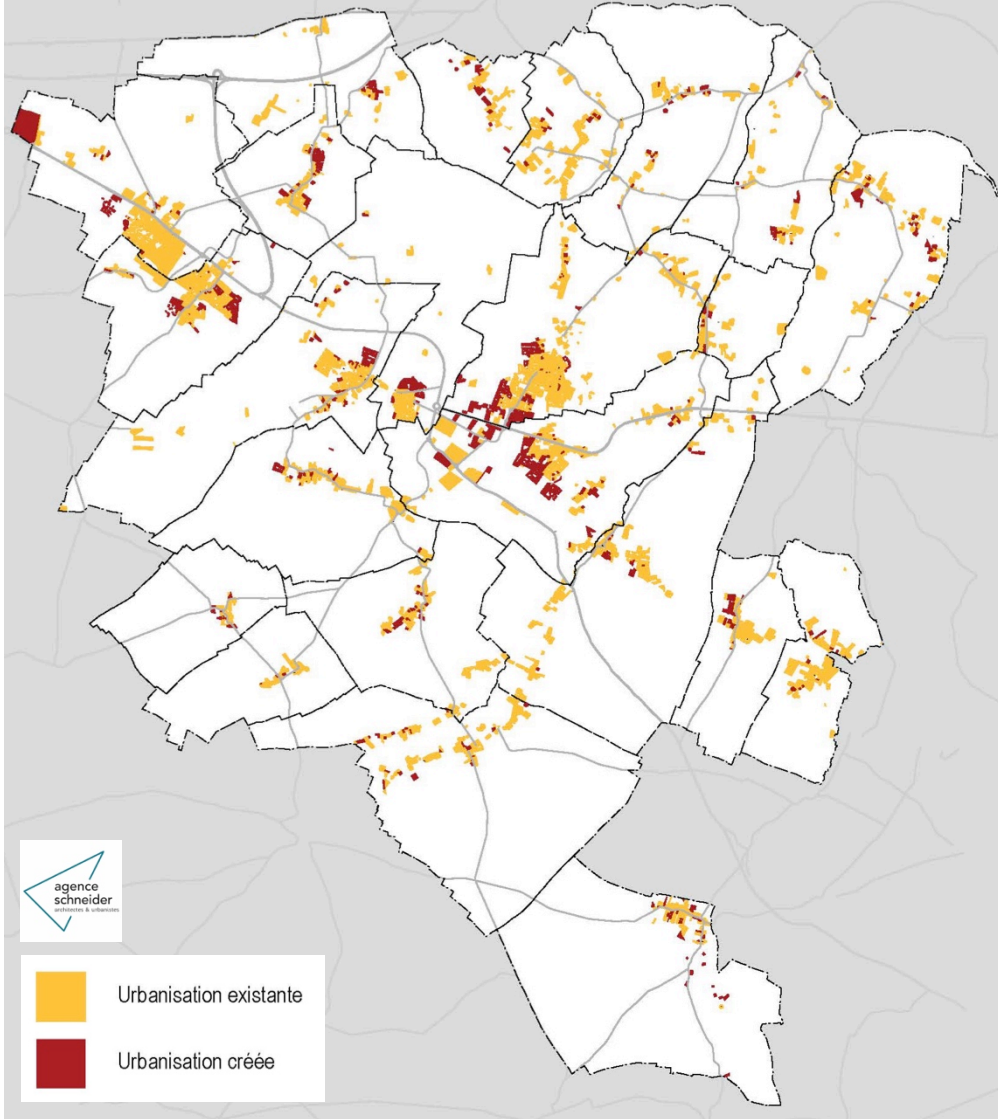 agence
schneider
architectes & urbanistes
Urbanisation existante
Urbanisation créée